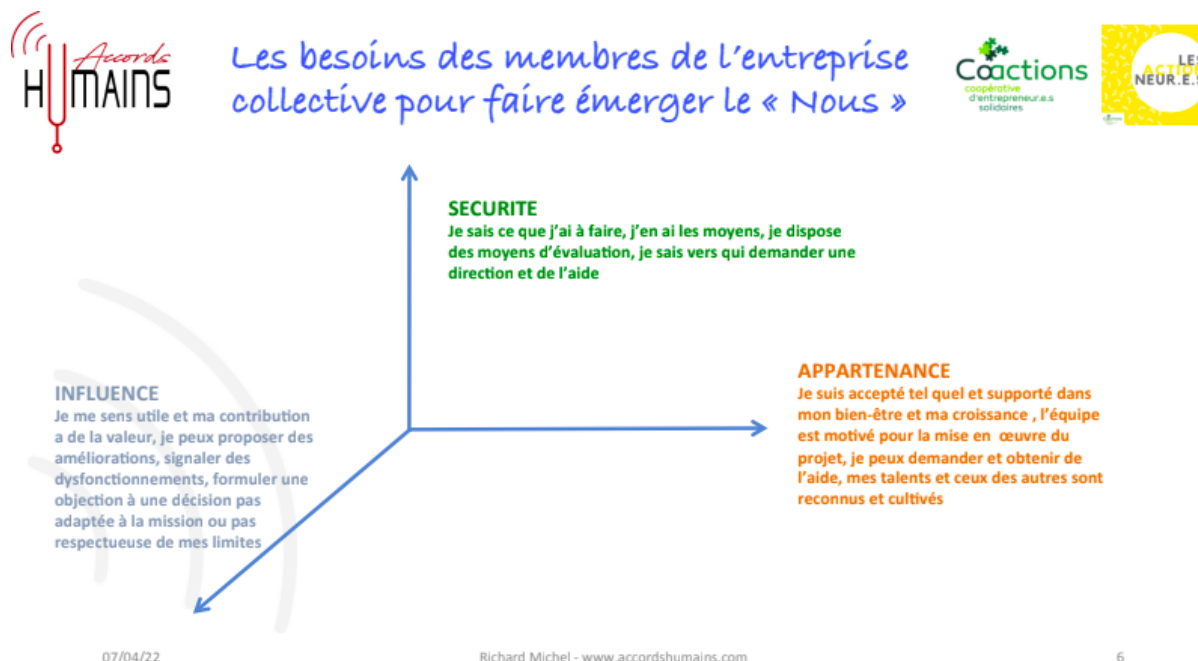 Accords
HUMAINS
Les besoins des membres de l'entreprise
collective pour faire émerger le « Nous »
Coactions
coopérative
d'entrepreneur.e.s
solidaires
LES
ACTION
NEUR.E.S
SECURITE
Je sais ce que j'ai à faire, j'en ai les moyens, je dispose
des moyens d'évaluation, je sais vers qui demander une
direction et de l'aide
INFLUENCE
Je me sens utile et ma contribution
a de la valeur, je peux proposer des
améliorations, signaler des
dysfonctionnements, formuler une
objection à une décision pas
adaptée à la mission ou pas
respectueuse de mes limites
APPARTENANCE
Je suis accepté tel quel et supporté dans
mon bien-être et ma croissance , l'équipe
est motivé pour la mise en œuvre du
projet, je peux demander et obtenir de
l'aide, mes talents et ceux des autres sont
reconnus et cultivés
07/04/22
Richard Michel - www.accordshumains.com
6